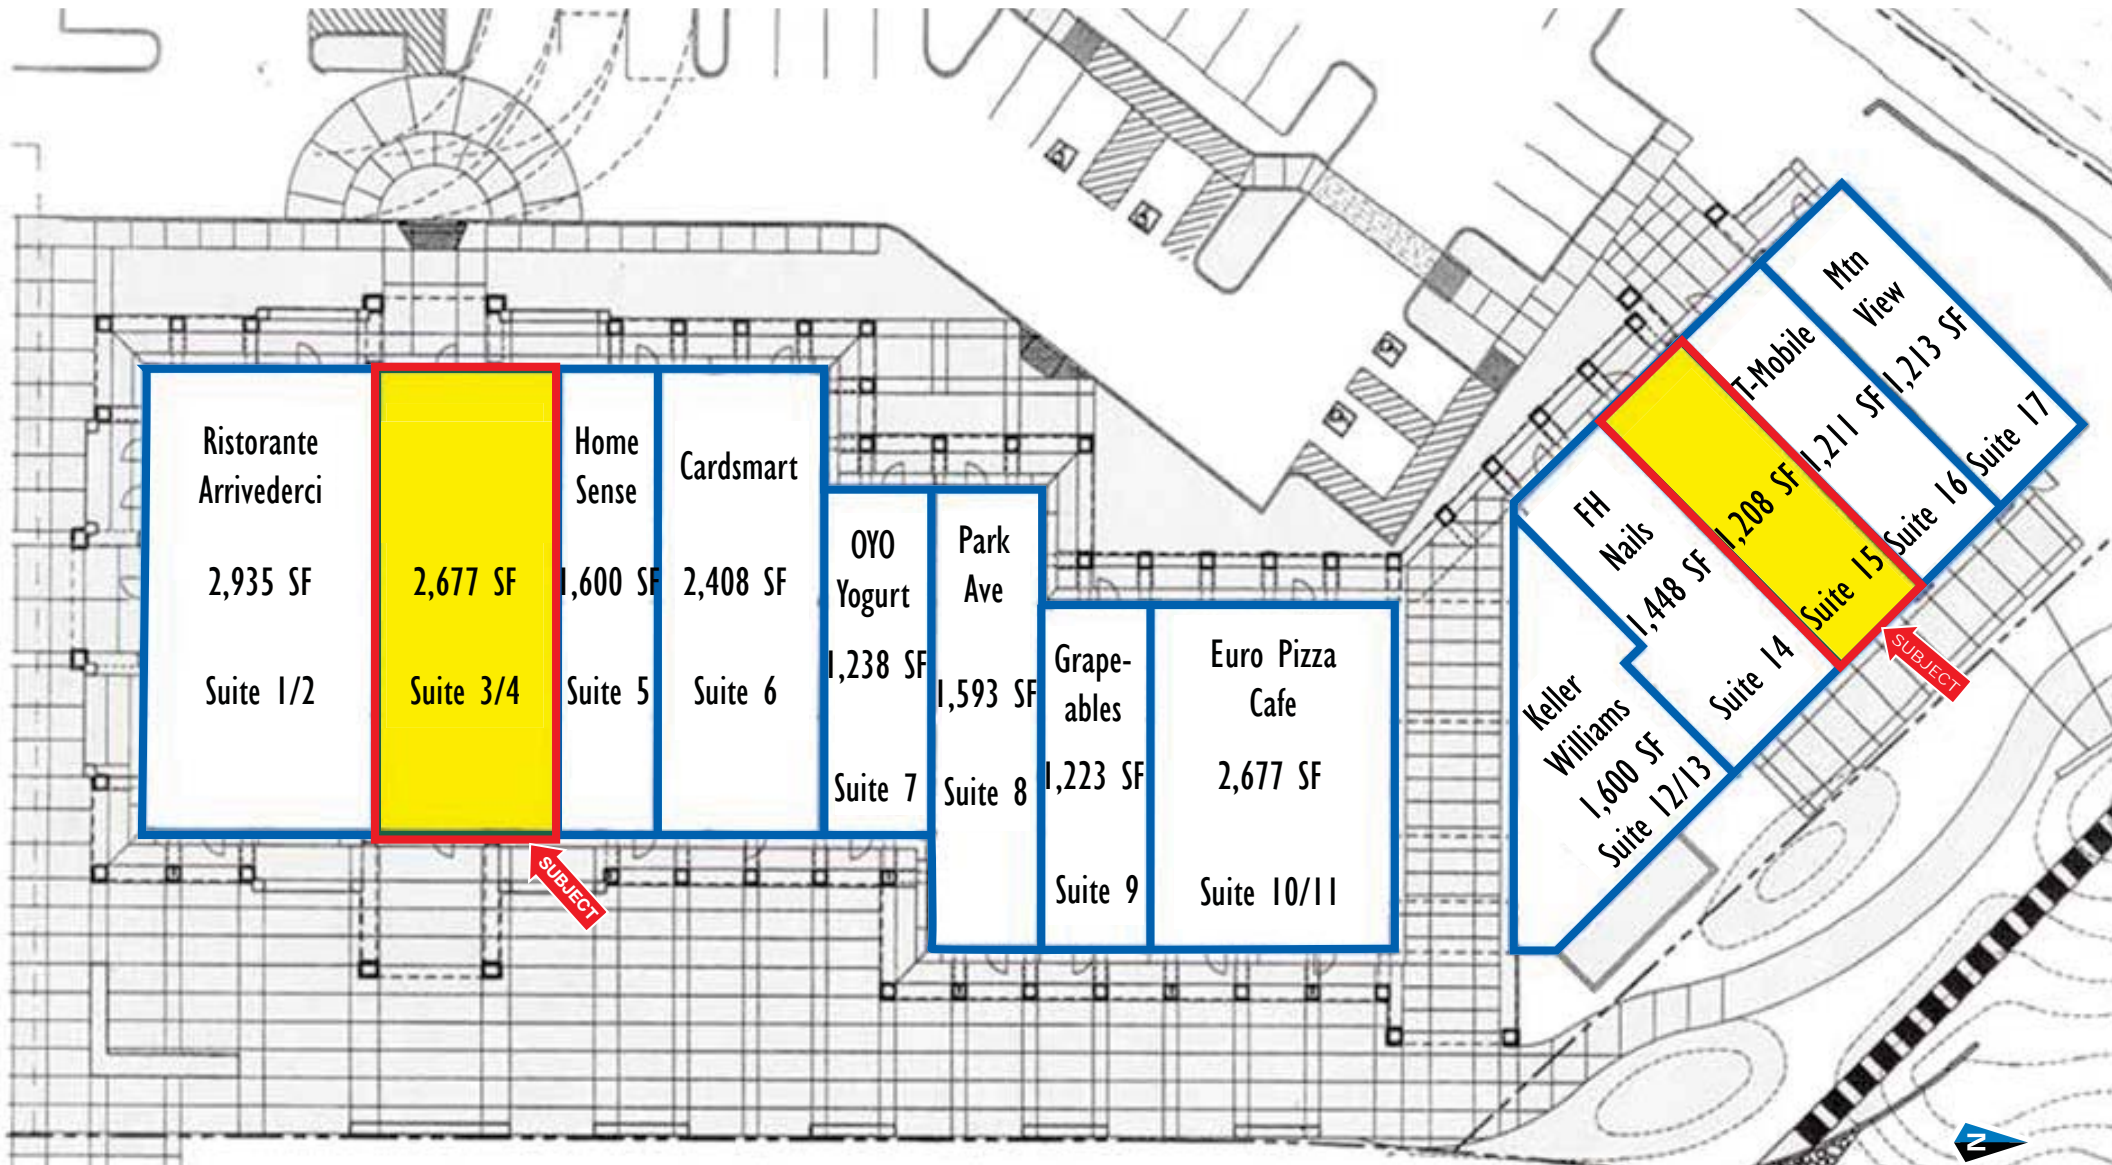 Ristorante
Arrivederci
2,935 SF
Suite 1/2
2,677 SF
Suite 3/4
SUBJECT
Home
Sense
1,600 SF
Suite 5
Cardsmart
2,408 SF
Suite 6
OYO
Yogurt
1,238 SF
Suite 7
Park
Ave
1,593 SF
Suite 8
Grape-
ables
1,223 SF
Suite 9
Euro Pizza
Cafe
2,677 SF
Suite 10/11
Keller
Williams
1,600 SF
Suite 12/13
FH
Nails
1,448 SF
Suite 14
1,208 SF
Suite 15
SUBJECT
T-Mobile
1,211 SF
Suite 16
Mtn
View
1,213 SF
Suite 17
N